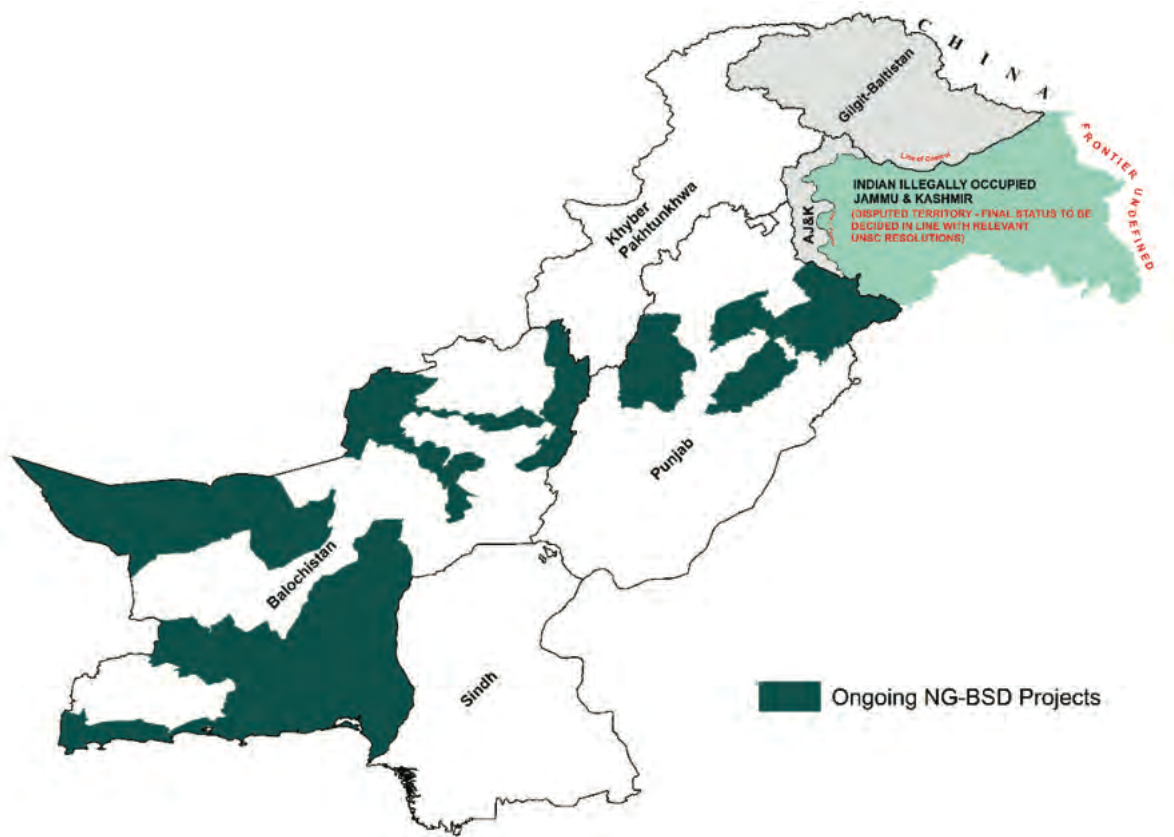 CHINA
Gilgit-Baltistan
FRONTIER UNDEFINED
Line of Control
INDIAN ILLEGALLY OCCUPIED
JAMMU & KASHMIR
(DISPUTED TERRITORY - FINAL STATUS TO BE
DECIDED IN LINE WITH RELEVANT
UNSC RESOLUTIONS)
AJ&K
Khyber
Pakhtunkhwa
Punjab
Balochistan
Sindh
Ongoing NG-BSD Projects